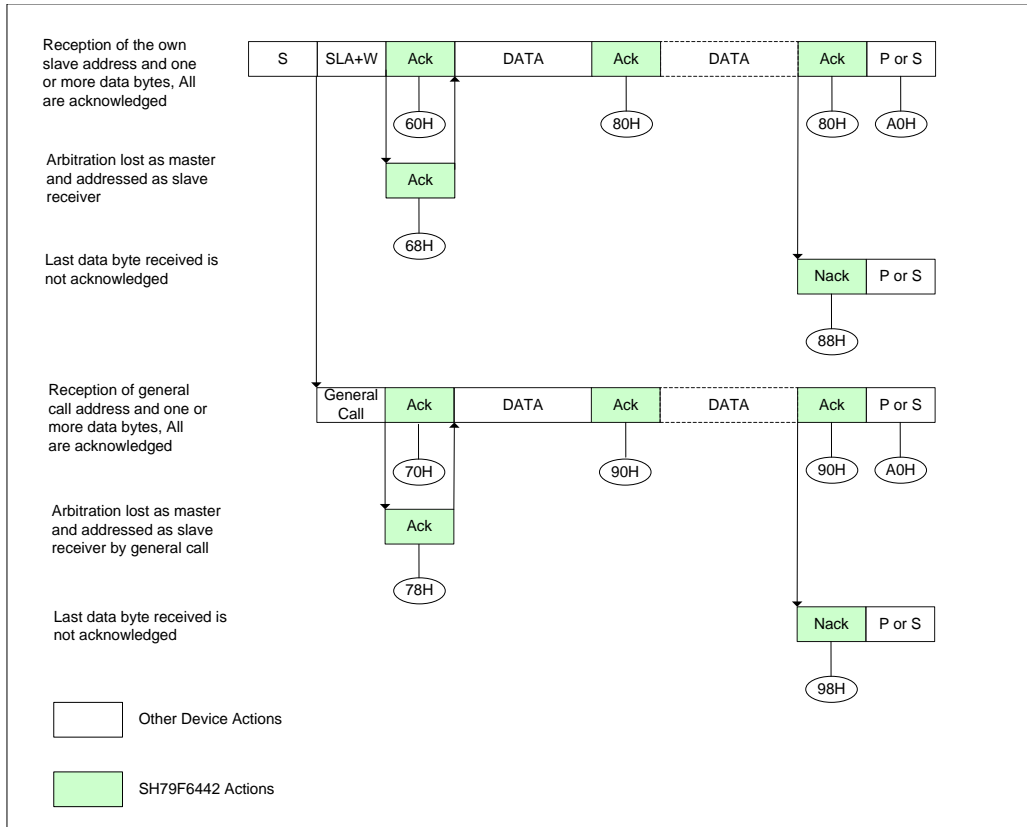 Reception of the own
slave address and one
or more data bytes, All
are acknowledged
S
SLA+W
Ack
DATA
Ack
DATA
Ack
P or S
60H
80H
80H
A0H
Arbitration lost as master
and addressed as slave
receiver
Ack
68H
Last data byte received is
not acknowledged
Nack
P or S
88H
Reception of general
call address and one or
more data bytes, All
are acknowledged
General
Call
Ack
DATA
Ack
DATA
Ack
P or S
70H
90H
90H
A0H
Arbitration lost as master
and addressed as slave
receiver by general call
Ack
78H
Last data byte received is
not acknowledged
Nack
P or S
98H
Other Device Actions
SH79F6442 Actions